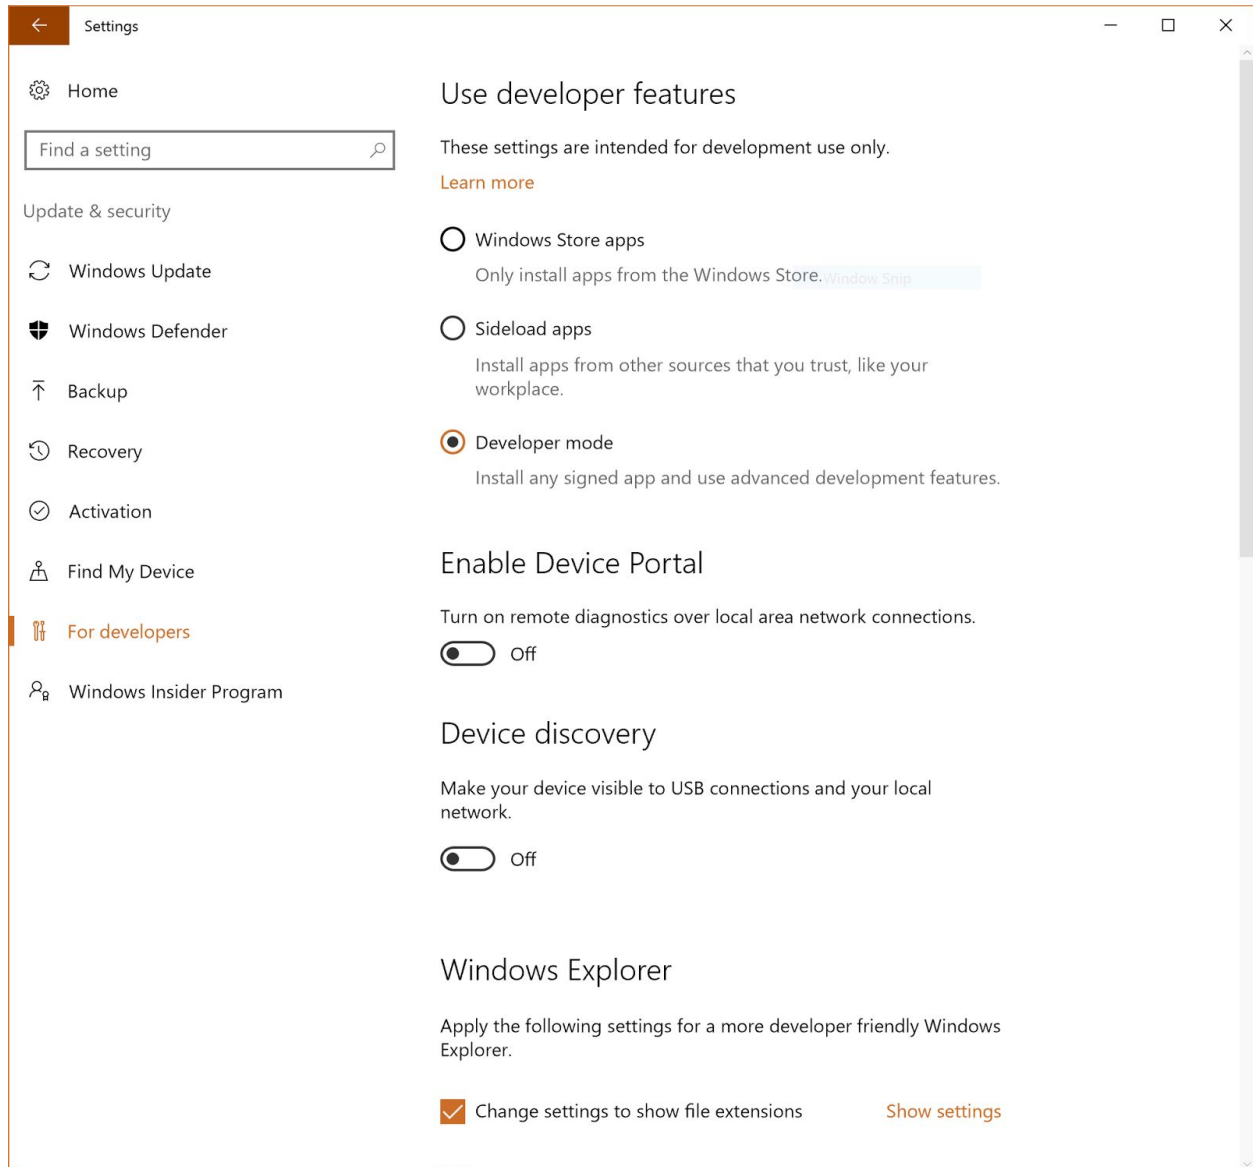 Settings
Home
Find a setting
Update & security
Windows Update
Windows Defender
Backup
Recovery
Activation
Find My Device
For developers
Windows Insider Program
Use developer features
These settings are intended for development use only.
Learn more
Windows Store apps
Only install apps from the Windows Store.
Window Snip
Sideload apps
Install apps from other sources that you trust, like your
workplace.
Developer mode
Install any signed app and use advanced development features.
Enable Device Portal
Turn on remote diagnostics over local area network connections.
Off
Device discovery
Make your device visible to USB connections and your local
network.
Off
Windows Explorer
Apply the following settings for a more developer friendly Windows
Explorer.
Change settings to show file extensions
Show settings